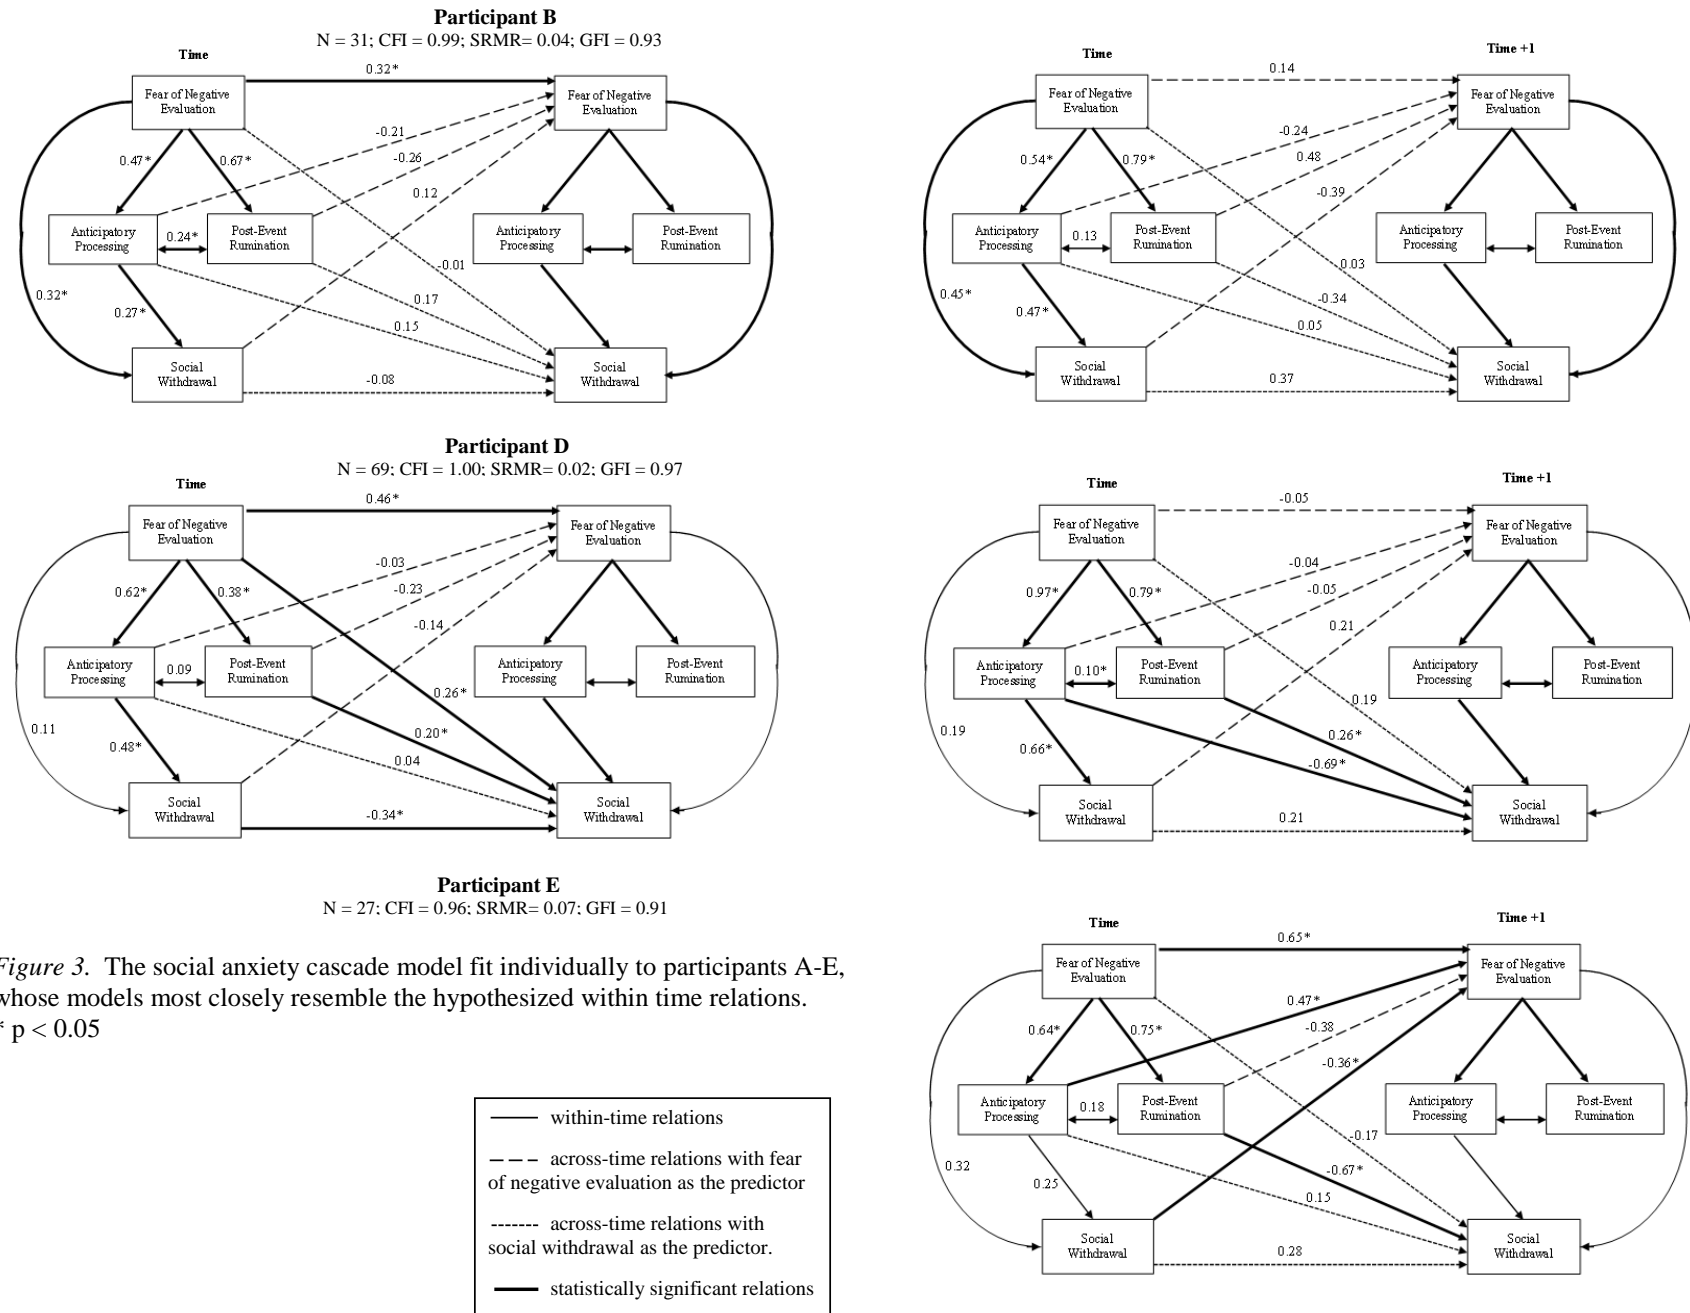 Participant B
N = 31; CFI = 0.99; SRMR= 0.04; GFI = 0.93
Time
0.32*
Fear of Negative
Evaluation
Fear of Negative
Evaluation
-0.21
-0.26
0.47*
0.67*
0.12
Anticipatory
Processing
0.24*
Post-Event
Rumination
Anticipatory
Processing
Post-Event
Rumination
-0.01
0.32*
0.27*
0.17
0.15
Social
Withdrawal
-0.08
Social
Withdrawal
Time
Time +1
0.14
Fear of Negative
Evaluation
Fear of Negative
Evaluation
-0.24
0.54*
0.79*
0.48
-0.39
Anticipatory
Processing
0.13
Post-Event
Rumination
Anticipatory
Processing
Post-Event
Rumination
0.03
0.45*
0.47*
-0.34
0.05
Social
Withdrawal
0.37
Social
Withdrawal
Participant D
N = 69; CFI = 1.00; SRMR= 0.02; GFI = 0.97
Time
0.46*
Fear of Negative
Evaluation
Fear of Negative
Evaluation
-0.03
0.62*
0.38*
-0.23
-0.14
Anticipatory
Processing
0.09
Post-Event
Rumination
Anticipatory
Processing
Post-Event
Rumination
0.26*
0.11
0.48*
0.20*
0.04
Social
Withdrawal
-0.34*
Social
Withdrawal
Time
Time +1
-0.05
Fear of Negative
Evaluation
Fear of Negative
Evaluation
-0.04
0.97*
0.79*
-0.05
0.21
Anticipatory
Processing
0.10*
Post-Event
Rumination
Anticipatory
Processing
Post-Event
Rumination
0.19
0.19
0.66*
0.26*
-0.69*
Social
Withdrawal
0.21
Social
Withdrawal
Participant E
N = 27; CFI = 0.96; SRMR= 0.07; GFI = 0.91
Figure 3. The social anxiety cascade model fit individually to participants A-E,
whose models most closely resemble the hypothesized within time relations.
* p < 0.05
within-time relations
across-time relations with fear
of negative evaluation as the predictor
across-time relations with
social withdrawal as the predictor.
statistically significant relations
Time
Time +1
0.65*
Fear of Negative
Evaluation
Fear of Negative
Evaluation
0.47*
0.64*
0.75*
-0.38
-0.36*
Anticipatory
Processing
0.18
Post-Event
Rumination
Anticipatory
Processing
Post-Event
Rumination
-0.17
0.32
0.25
-0.67*
0.15
Social
Withdrawal
0.28
Social
Withdrawal